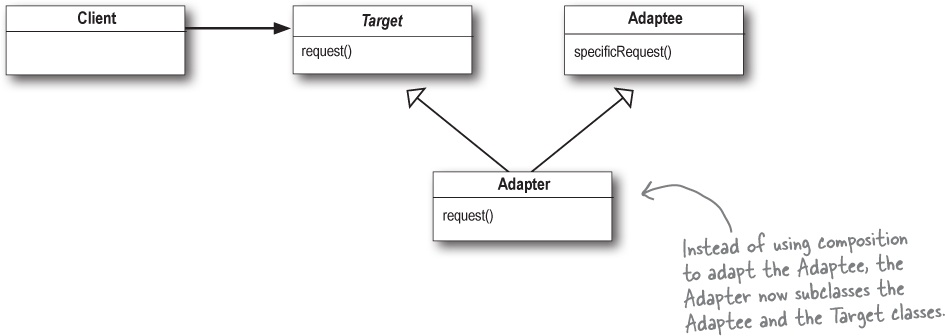 Client
Target
request()
Adaptee
specificRequest()
Adapter
request()
Instead of using composition
to adapt the Adaptee, the
Adapter now subclasses the
Adaptee and the Target classes.